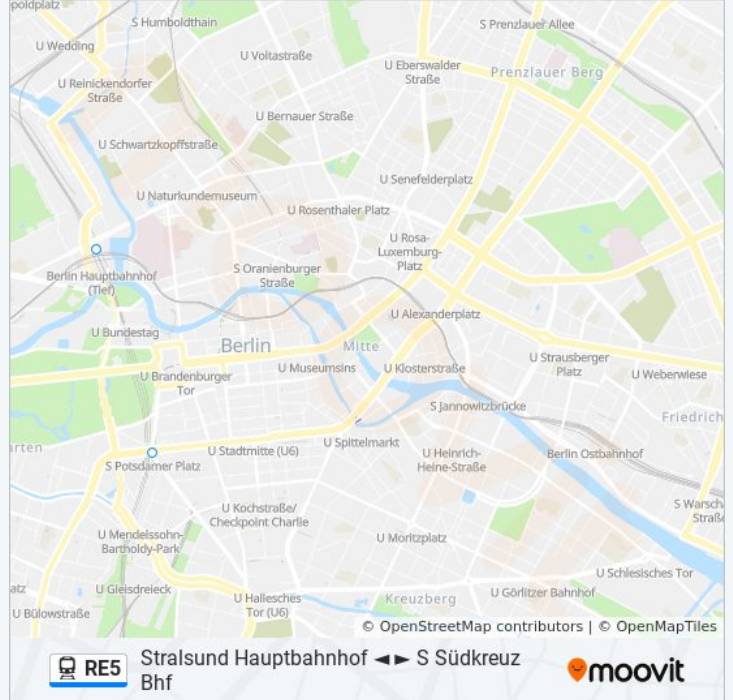 poldplatz
S Humboldthain
S Prenzlauer Allee
U Wedding
U Voltastraße
U Eberswalder
Straße
Prenzlauer Berg
U Reinickendorfer
Straße
U Bernauer Straße
U Schwartzkopffstraße
U Senefelderplatz
U Naturkundemuseum
U Rosenthaler Platz
U Rosa-
Luxemburg-
Platz
Berlin Hauptbahnhof
(Tief)
S Oranienburger
Straße
U Alexanderplatz
U Bundestag
Berlin
Mitte
U Museumsins
U Klosterstraße
U Strausberger
Platz
U Weberwiese
U Brandenburger
Tor
S Jannowitzbrücke
Friedrich
rten
U Stadtmitte (U6)
U Spittelmarkt
S Potsdamer Platz
U Heinrich-
Heine-Straße
Berlin Ostbahnhof
S Warsch
Straße
U Kochstraße/
Checkpoint Charlie
U Mendelssohn-
Bartholdy-Park
U Moritzplatz
U Schlesisches Tor
atz
U Gleisdreieck
U Hallesches
Tor (U6)
Kreuzberg
U Görlitzer Bahnhof
U Bülowstraße
© OpenStreetMap contributors | © OpenMapTiles
RE5
Stralsund Hauptbahnhof ◄► S Südkreuz
Bhf
moovit